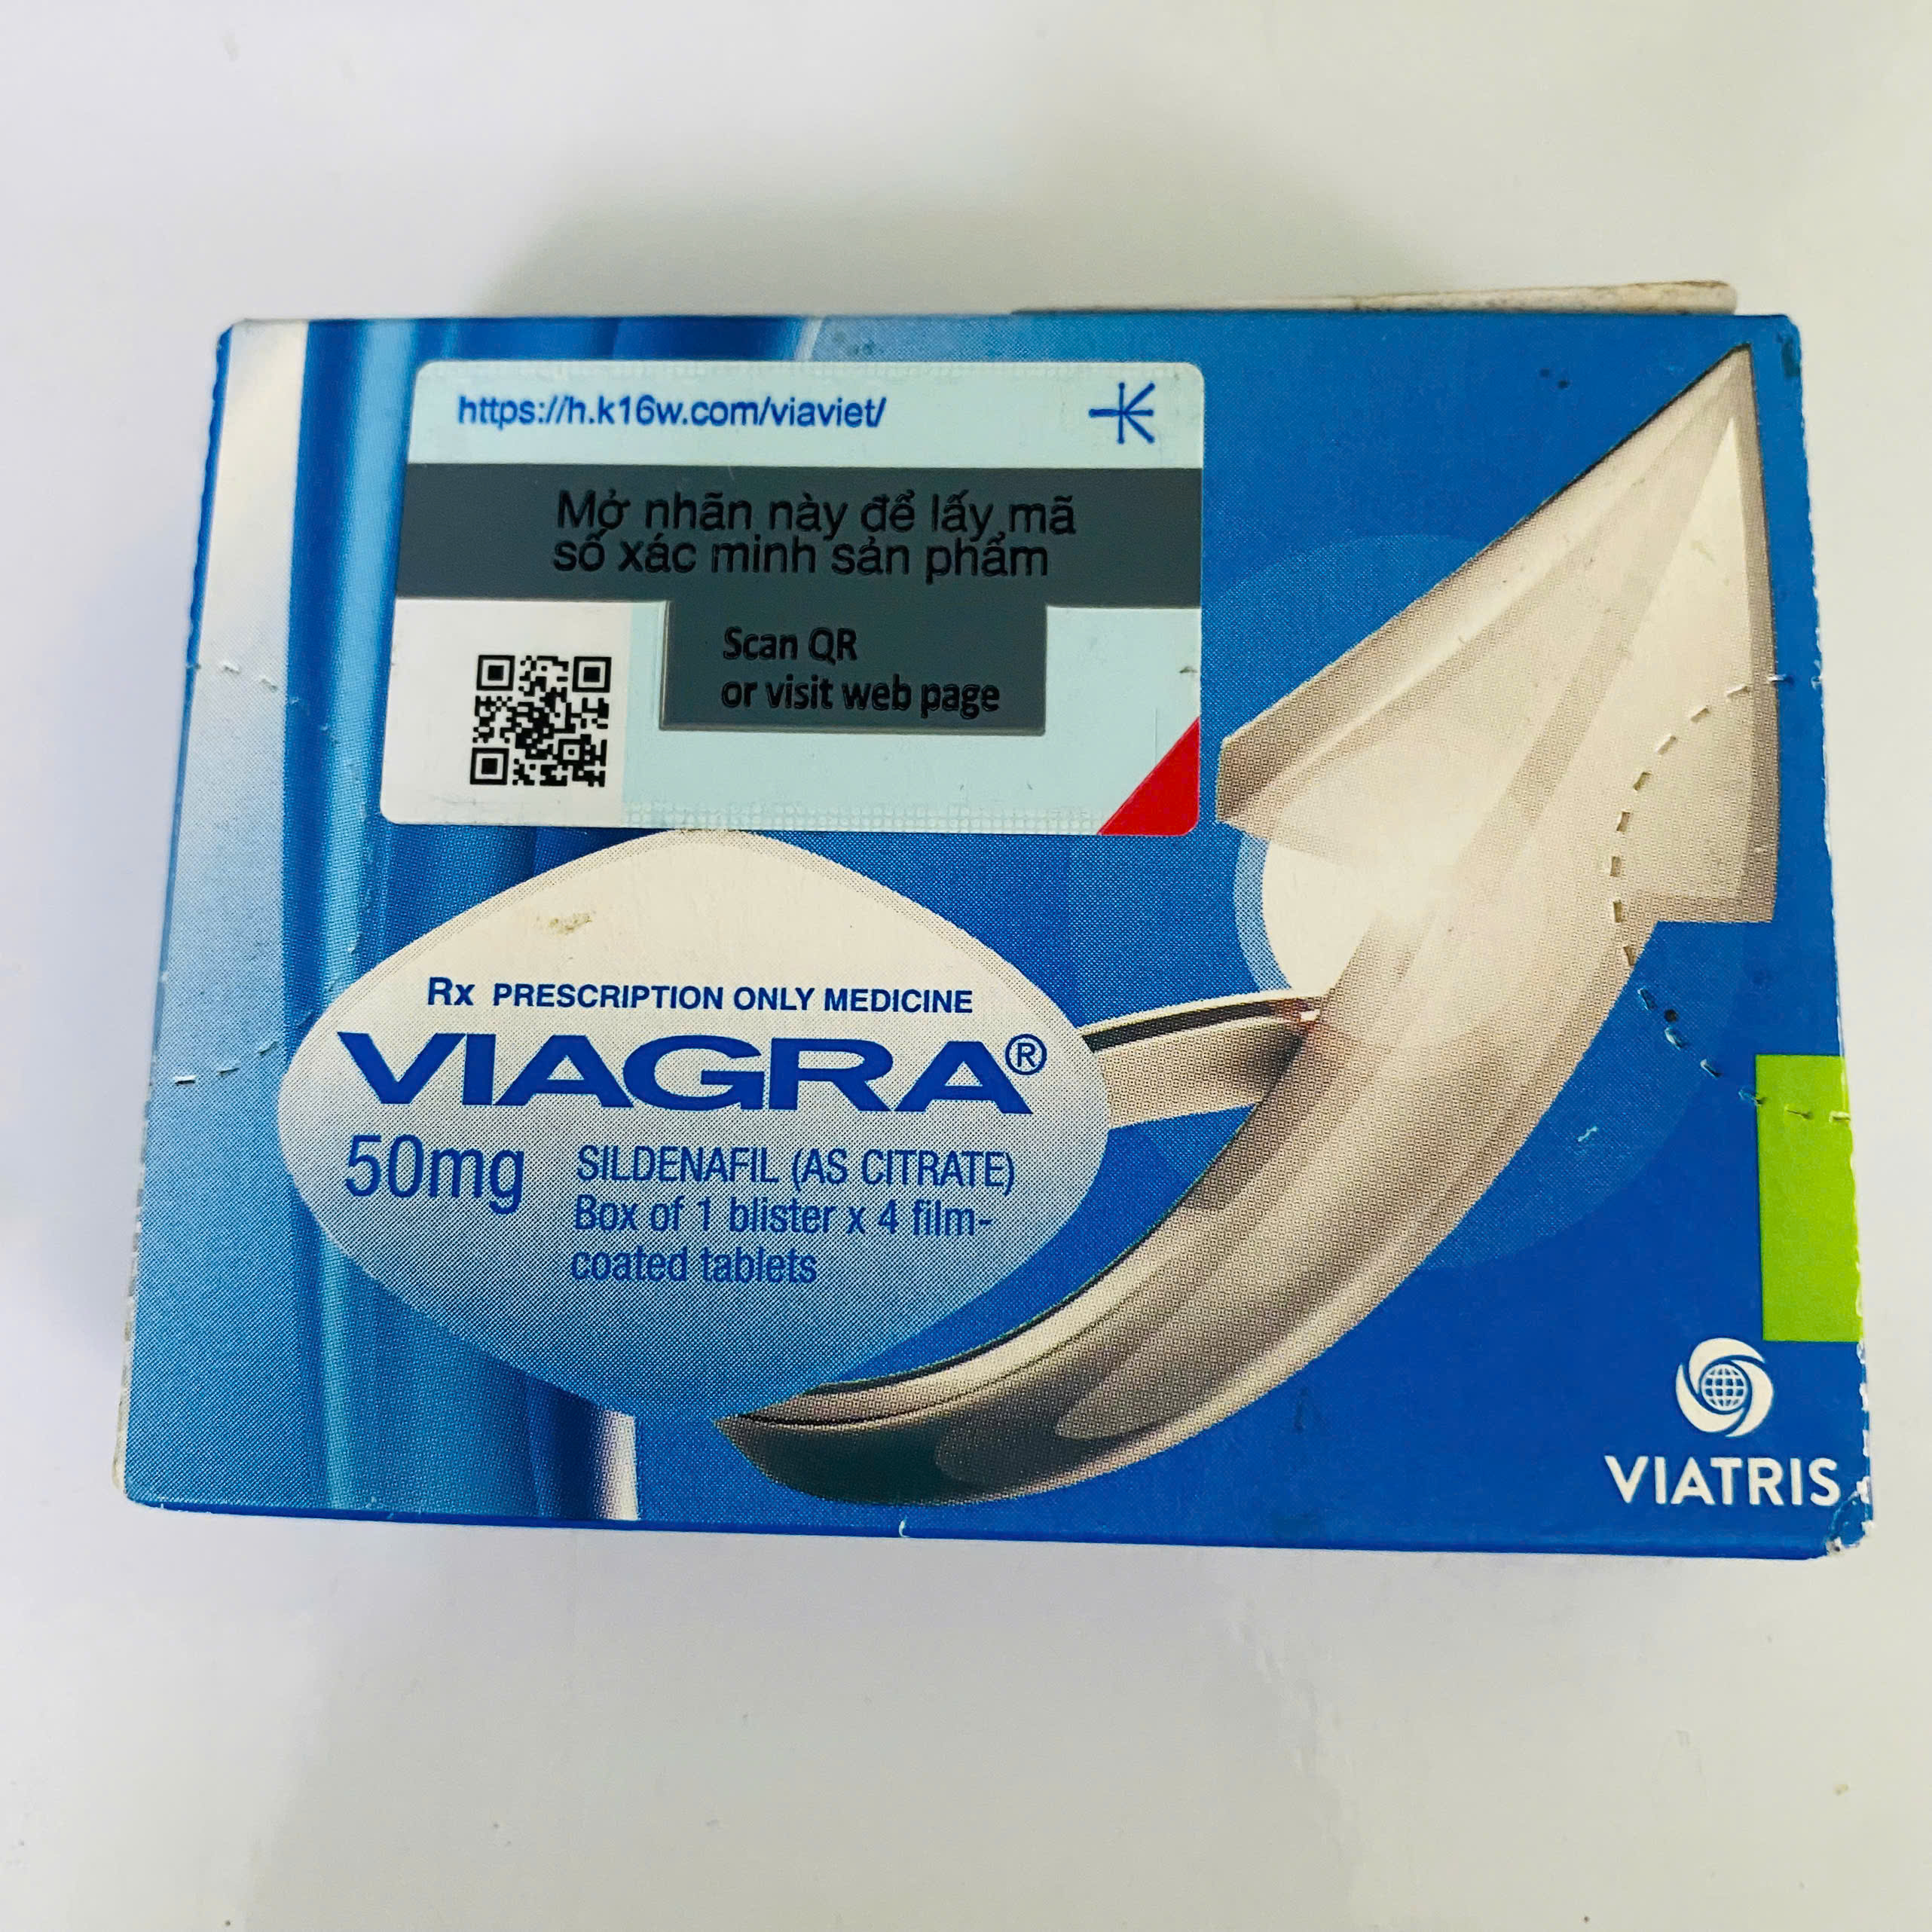 https://h.k16w.com/viaviet/
Mở nhãn này để lấy mã
số xác minh sản phẩm
Scan QR
or visit web page
Rx PRESCRIPTION ONLY MEDICINE
VIAGRA®
50mg
SILDENAFIL (AS CITRATE)
Box of 1 blister x 4 film-
coated tablets
VIATRIS